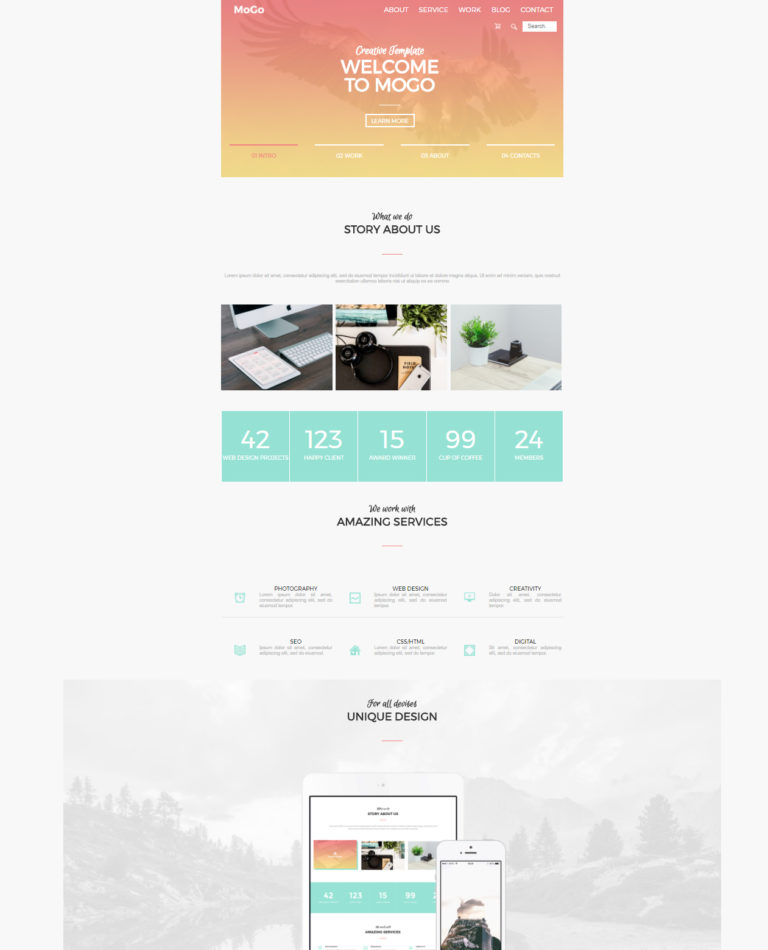 MoGo
ABOUT SERVICE WORK BLOG CONTACT
Search
Creative Template
WELCOME
TO MOGO
LEARN MORE
01 INTRO 02 WORK 03 ABOUT 04 CONTACTS
What we do
STORY ABOUT US
Lorem ipsum dolor sit amet, consectetur adipiscing elit, sed do eiusmod tempor incididunt ut labore et dolore magna aliqua. Ut enim ad minim veniam, quis nostrud
exercitation ullamco laboris nisi ut aliquip ex ea commo.
42 123 15 99 24
WEB DESIGN PROJECTS HAPPY CLIENT AWARD WINNER CUP OF COFFEE MEMBERS
We work with
AMAZING SERVICES
PHOTOGRAPHY
Lorem ipsum dolor sit amet,
consectetur adipiscing elit, sed do
eiusmod tempor.
WEB DESIGN
Ipsum dolor sit amet, consectetur
adipiscing elit, sed do eiusmod
tempor.
CREATIVITY
Dolor sit amet, consectetur
adipiscing elit, sed do eiusmod
tempor.
SEO
Ipsum dolor sit amet, consectetur
adipiscing elit, sed do eiusmod.
CSS/HTML
Lorem dolor sit amet, consectetur
adipiscing elit, sed do tempor.
DIGITAL
Sit amet, consectetur adipiscing
elit, sed do eiusmod tempor.
For all devises
UNIQUE DESIGN
STORY ABOUT US
42 123 15 99
AMAZING SERVICES